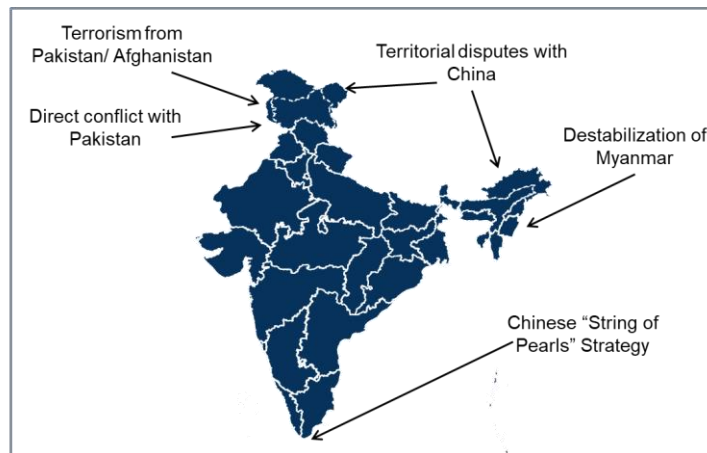 Terrorism from
Pakistan/ Afghanistan
Direct conflict with
Pakistan
Territorial disputes with
China
Destabilization of
Myanmar
Chinese “String of
Pearls” Strategy